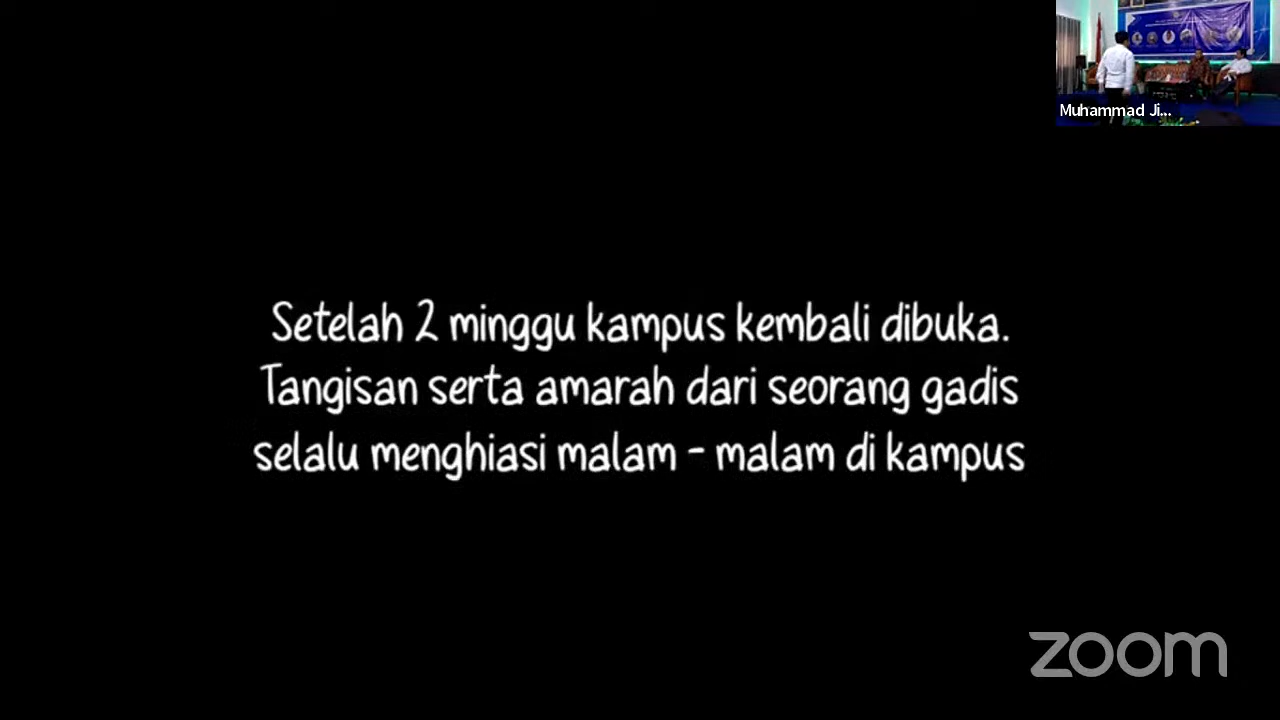 Muhammad Ji...
Setelah 2 minggu kampus kembali dibuka.
Tangisan serta amarah dari seorang gadis
selalu menghiasi malam - malam di kampus
zoom